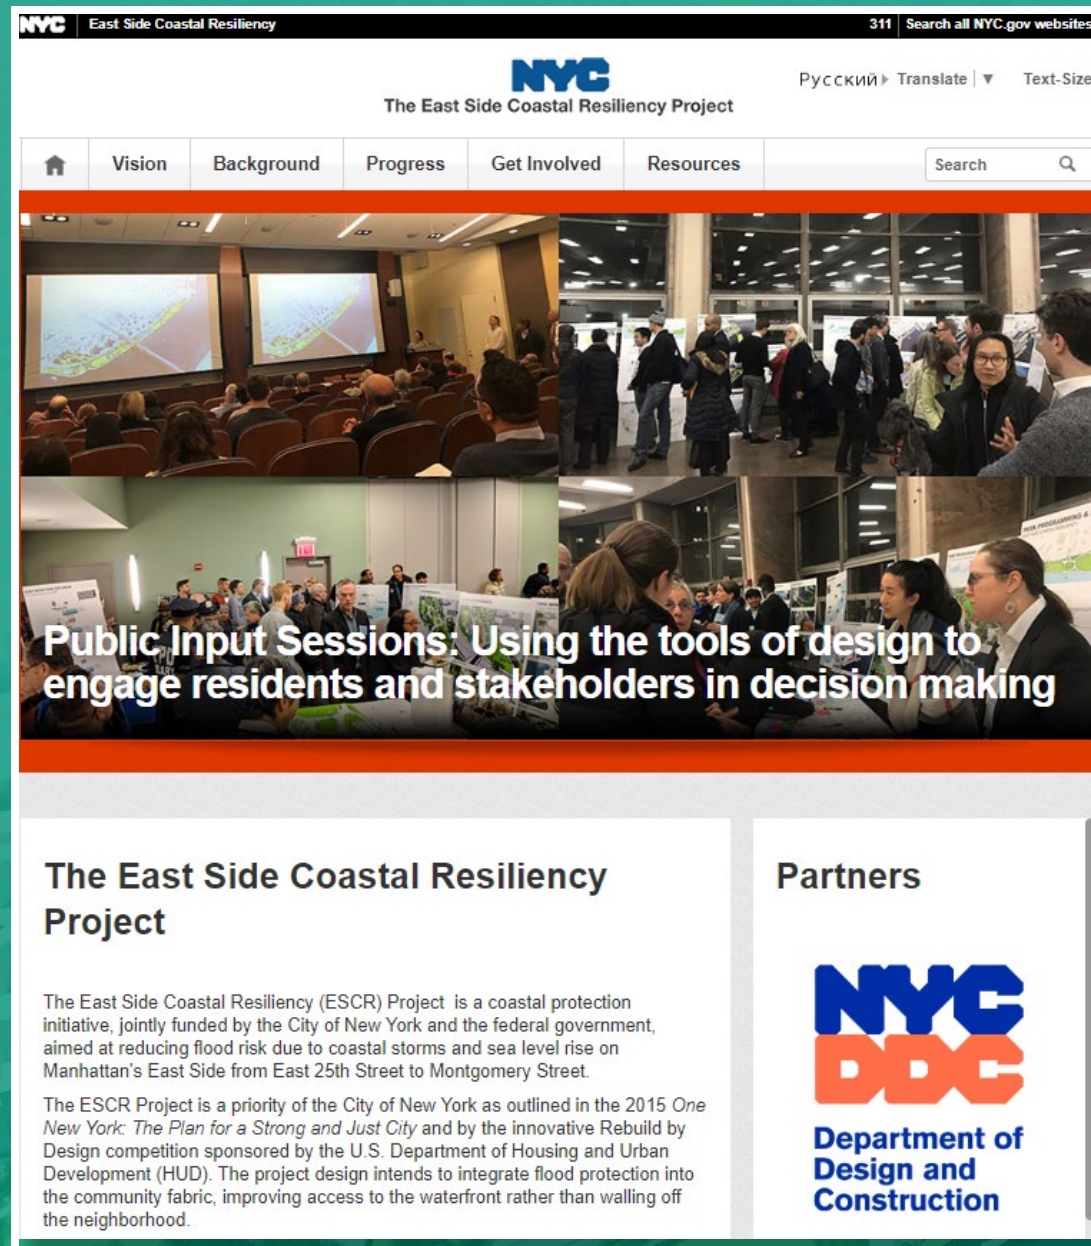 NYC East Side Coastal Resiliency 311 Search all NYC.gov websites
NYC
The East Side Coastal Resiliency Project
Русский Translate ▼ Text-Size
Vision Background Progress Get Involved Resources Search
Public Input Sessions: Using the tools of design to
engage residents and stakeholders in decision making
The East Side Coastal Resiliency
Project
The East Side Coastal Resiliency (ESCR) Project is a coastal protection
initiative, jointly funded by the City of New York and the federal government,
aimed at reducing flood risk due to coastal storms and sea level rise on
Manhattan's East Side from East 25th Street to Montgomery Street.
The ESCR Project is a priority of the City of New York as outlined in the 2015 One
New York: The Plan for a Strong and Just City and by the innovative Rebuild by
Design competition sponsored by the U.S. Department of Housing and Urban
Development (HUD). The project design intends to integrate flood protection into
the community fabric, improving access to the waterfront rather than walling off
the neighborhood.
Partners
NYC
DDC
Department of
Design and
Construction